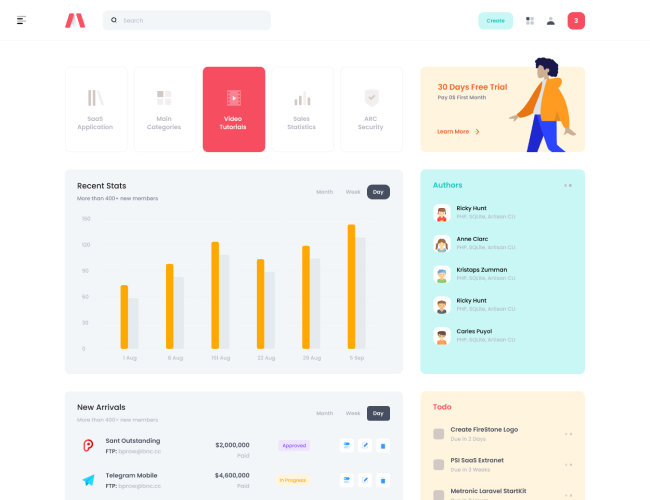 Search
Create
3
SaaS
Application
Main
Categories
Video
Tutorials
Sales
Statistics
ARC
Security
30 Days Free Trial
Pay 06 First Month
Learn More
Recent Stats
More than 400+ new members
Month
Week
Day
150
120
90
60
30
0
1 Aug
8 Aug
151 Aug
22 Aug
29 Aug
5 Sep
Authors
Ricky Hunt
PHP, SQLite, Artisan CLI
Anne Clarc
PHP, SQLite, Artisan CLI
Kristaps Zumman
PHP, SQLite, Artisan CLI
Ricky Hunt
PHP, SQLite, Artisan CLI
Carles Puyol
PHP, SQLite, Artisan CLI
New Arrivals
More than 400+ new members
Month
Week
Day
Sant Outstanding
FTP: bprow@bnc.cc
$2,000,000
Paid
Approved
Telegram Mobile
FTP: bprow@bnc.cc
$4,600,000
Paid
In Progress
Todo
Create FireStone Logo
Due in 2 Days
PSI SaaS Extranet
Due in 3 Weeks
Metronic Laravel StartKit